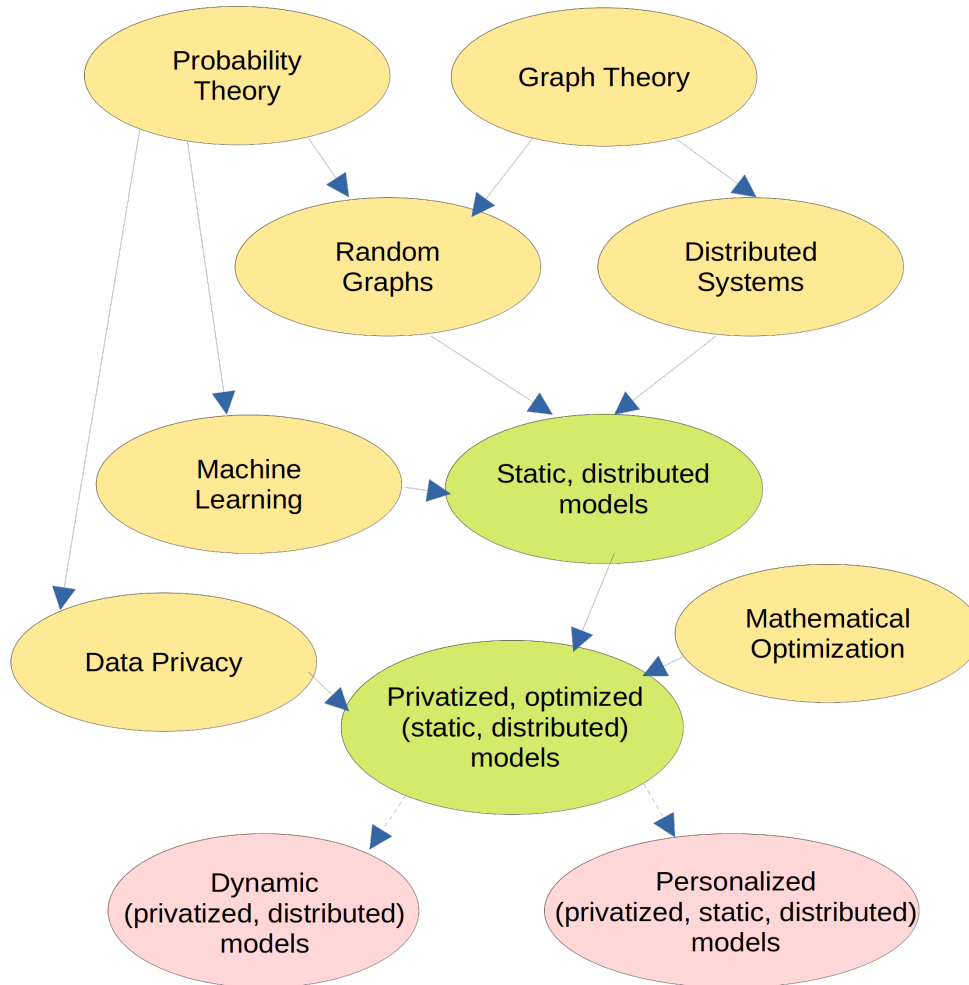 Probability
Theory
Graph Theory
Random
Graphs
Distributed
Systems
Machine
Learning
Static, distributed
models
Data Privacy
Mathematical
Optimization
Privatized, optimized
(static, distributed)
models
Dynamic
(privatized, distributed)
models
Personalized
(privatized, static, distributed)
models